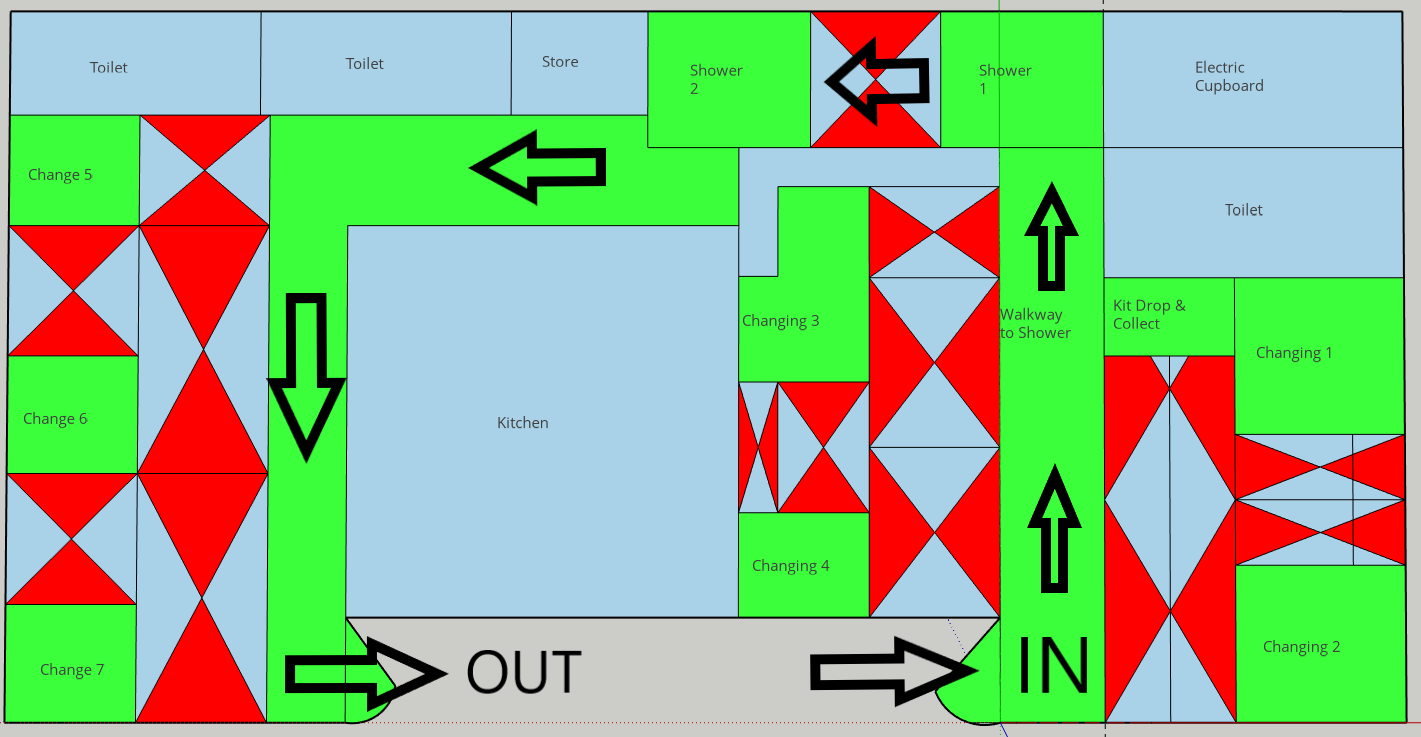 Toilet
Toilet
Store
Shower
2
Shower
1
Electric
Cupboard
Change 5
Toilet
Changing 3
Walkway
to Shower
Kit Drop &
Collect
Changing 1
Change 6
Kitchen
Changing 4
Changing 2
Change 7
OUT
IN